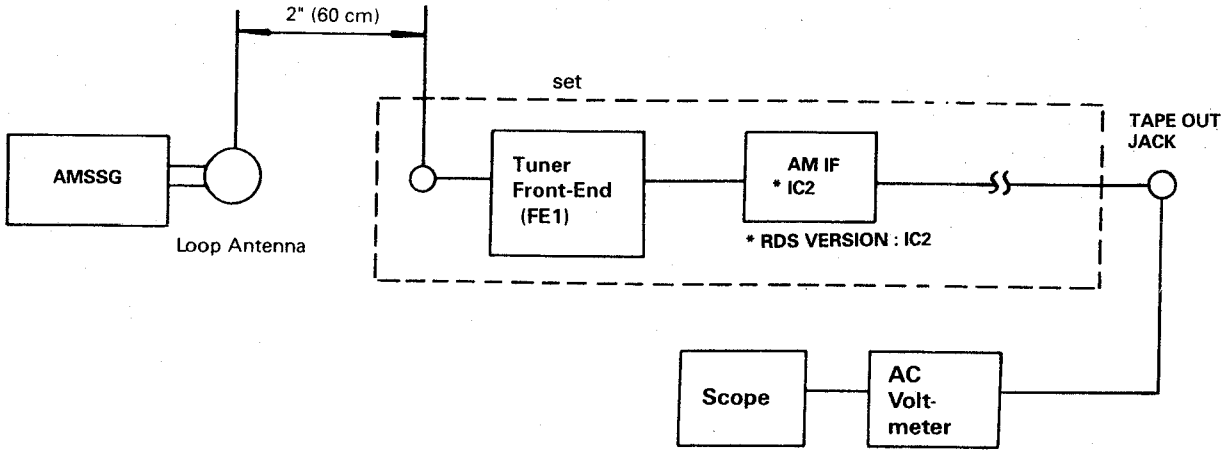 2" (60 cm)
set
AMSSG
Loop Antenna
Tuner
Front-End
(FE1)
AM IF
* IC2
* RDS VERSION : IC2
TAPE OUT
JACK
Scope
AC
Volt-
meter